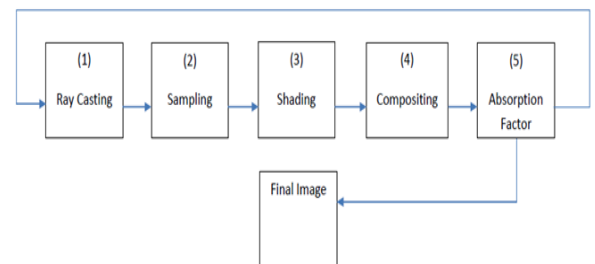 (1)
Ray Casting
(2)
Sampling
(3)
Shading
(4)
Compositing
(5)
Absorption
Factor
Final Image